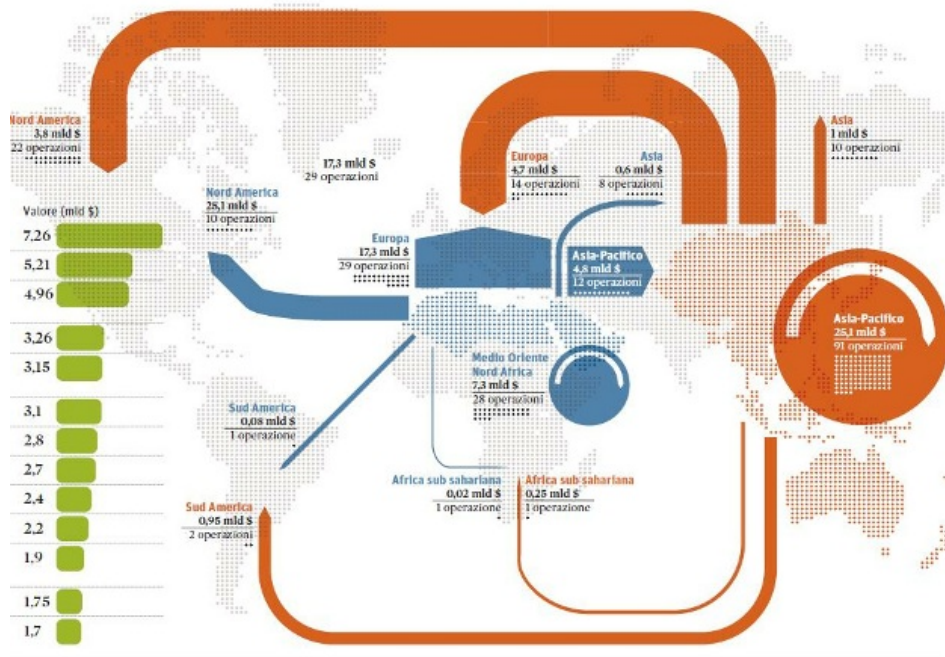 Nord America
3,8 mld $
22 operazioni
17,3 mld $
29 operazioni
Europa
4,7 mld $
14 operazioni
Asia
0,6 mld $
8 operazioni
Asia
1 mld $
10 operazioni
Nord America
25,1 mld $
10 operazioni
Europa
17,3 mld $
29 operazioni
Asia-Pacifico
4,8 mld $
12 operazioni
Asia-Pacifico
25,1 mld $
91 operazioni
Medio Oriente
Nord Africa
7,3 mld $
28 operazioni
Sud America
0,08 mld $
1 operazione
Africa sub sahariana
0,02 mld $
1 operazione
Africa sub sahariana
0,25 mld $
1 operazione
Sud America
0,95 mld $
2 operazioni
Valore (mld $)
7,26
5,21
4,96
3,26
3,15
3,1
2,8
2,7
2,4
2,2
1,9
1,75
1,7